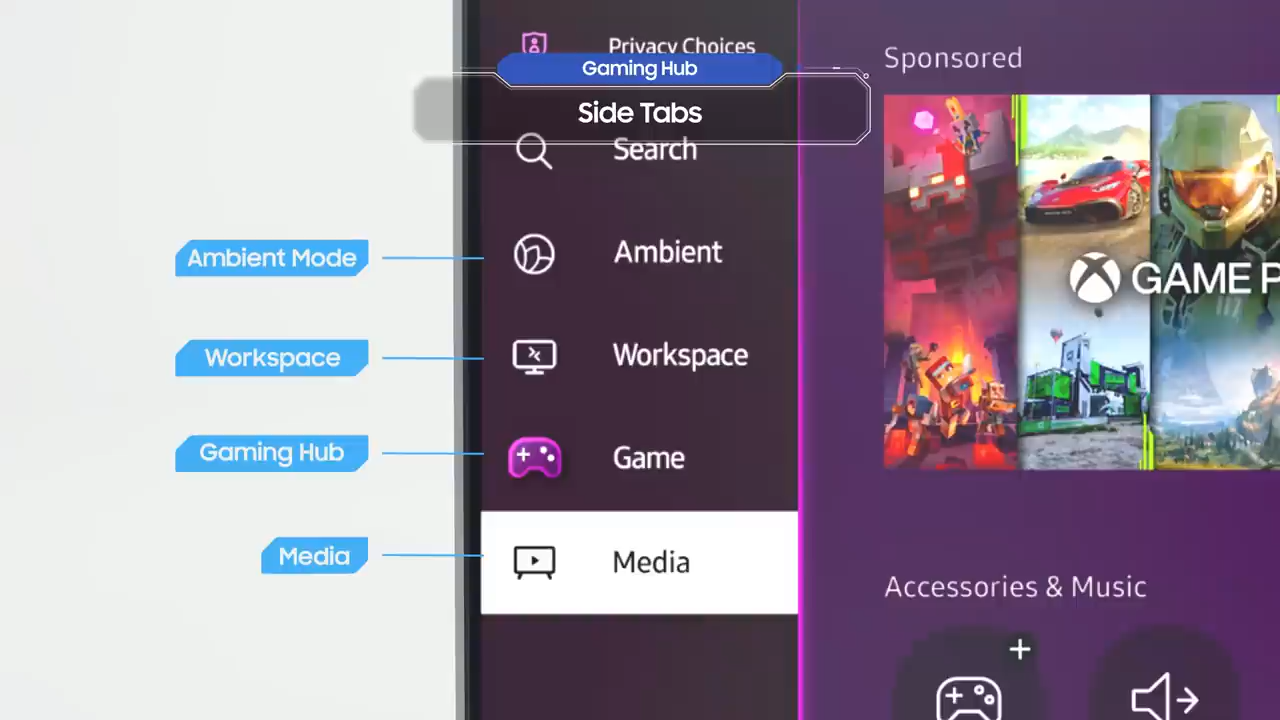 Privacy Choices
Gaming Hub
Side Tabs
Search
Ambient Mode
Ambient
Workspace
Workspace
Gaming Hub
Game
Media
Media
Sponsored
GAME P
Accessories & Music